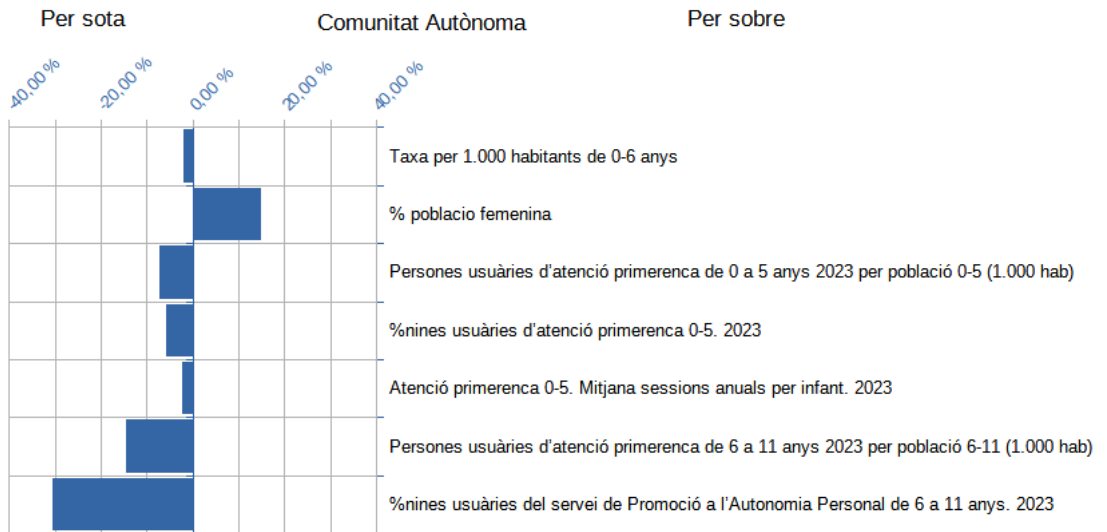 Per sota
Comunitat Autònoma
Per sobre
-40,00 %
-20,00 %
0,00 %
20,00 %
40,00 %
Taxa per 1.000 habitants de 0-6 anys
% poblacio femenina
Persones usuàries d’atenció primerenca de 0 a 5 anys 2023 per població 0-5 (1.000 hab)
%nines usuàries d’atenció primerenca 0-5. 2023
Atenció primerenca 0-5. Mitjana sessions anuals per infant. 2023
Persones usuàries d’atenció primerenca de 6 a 11 anys 2023 per població 6-11 (1.000 hab)
%nines usuàries del servei de Promoció a l’Autonomia Personal de 6 a 11 anys. 2023